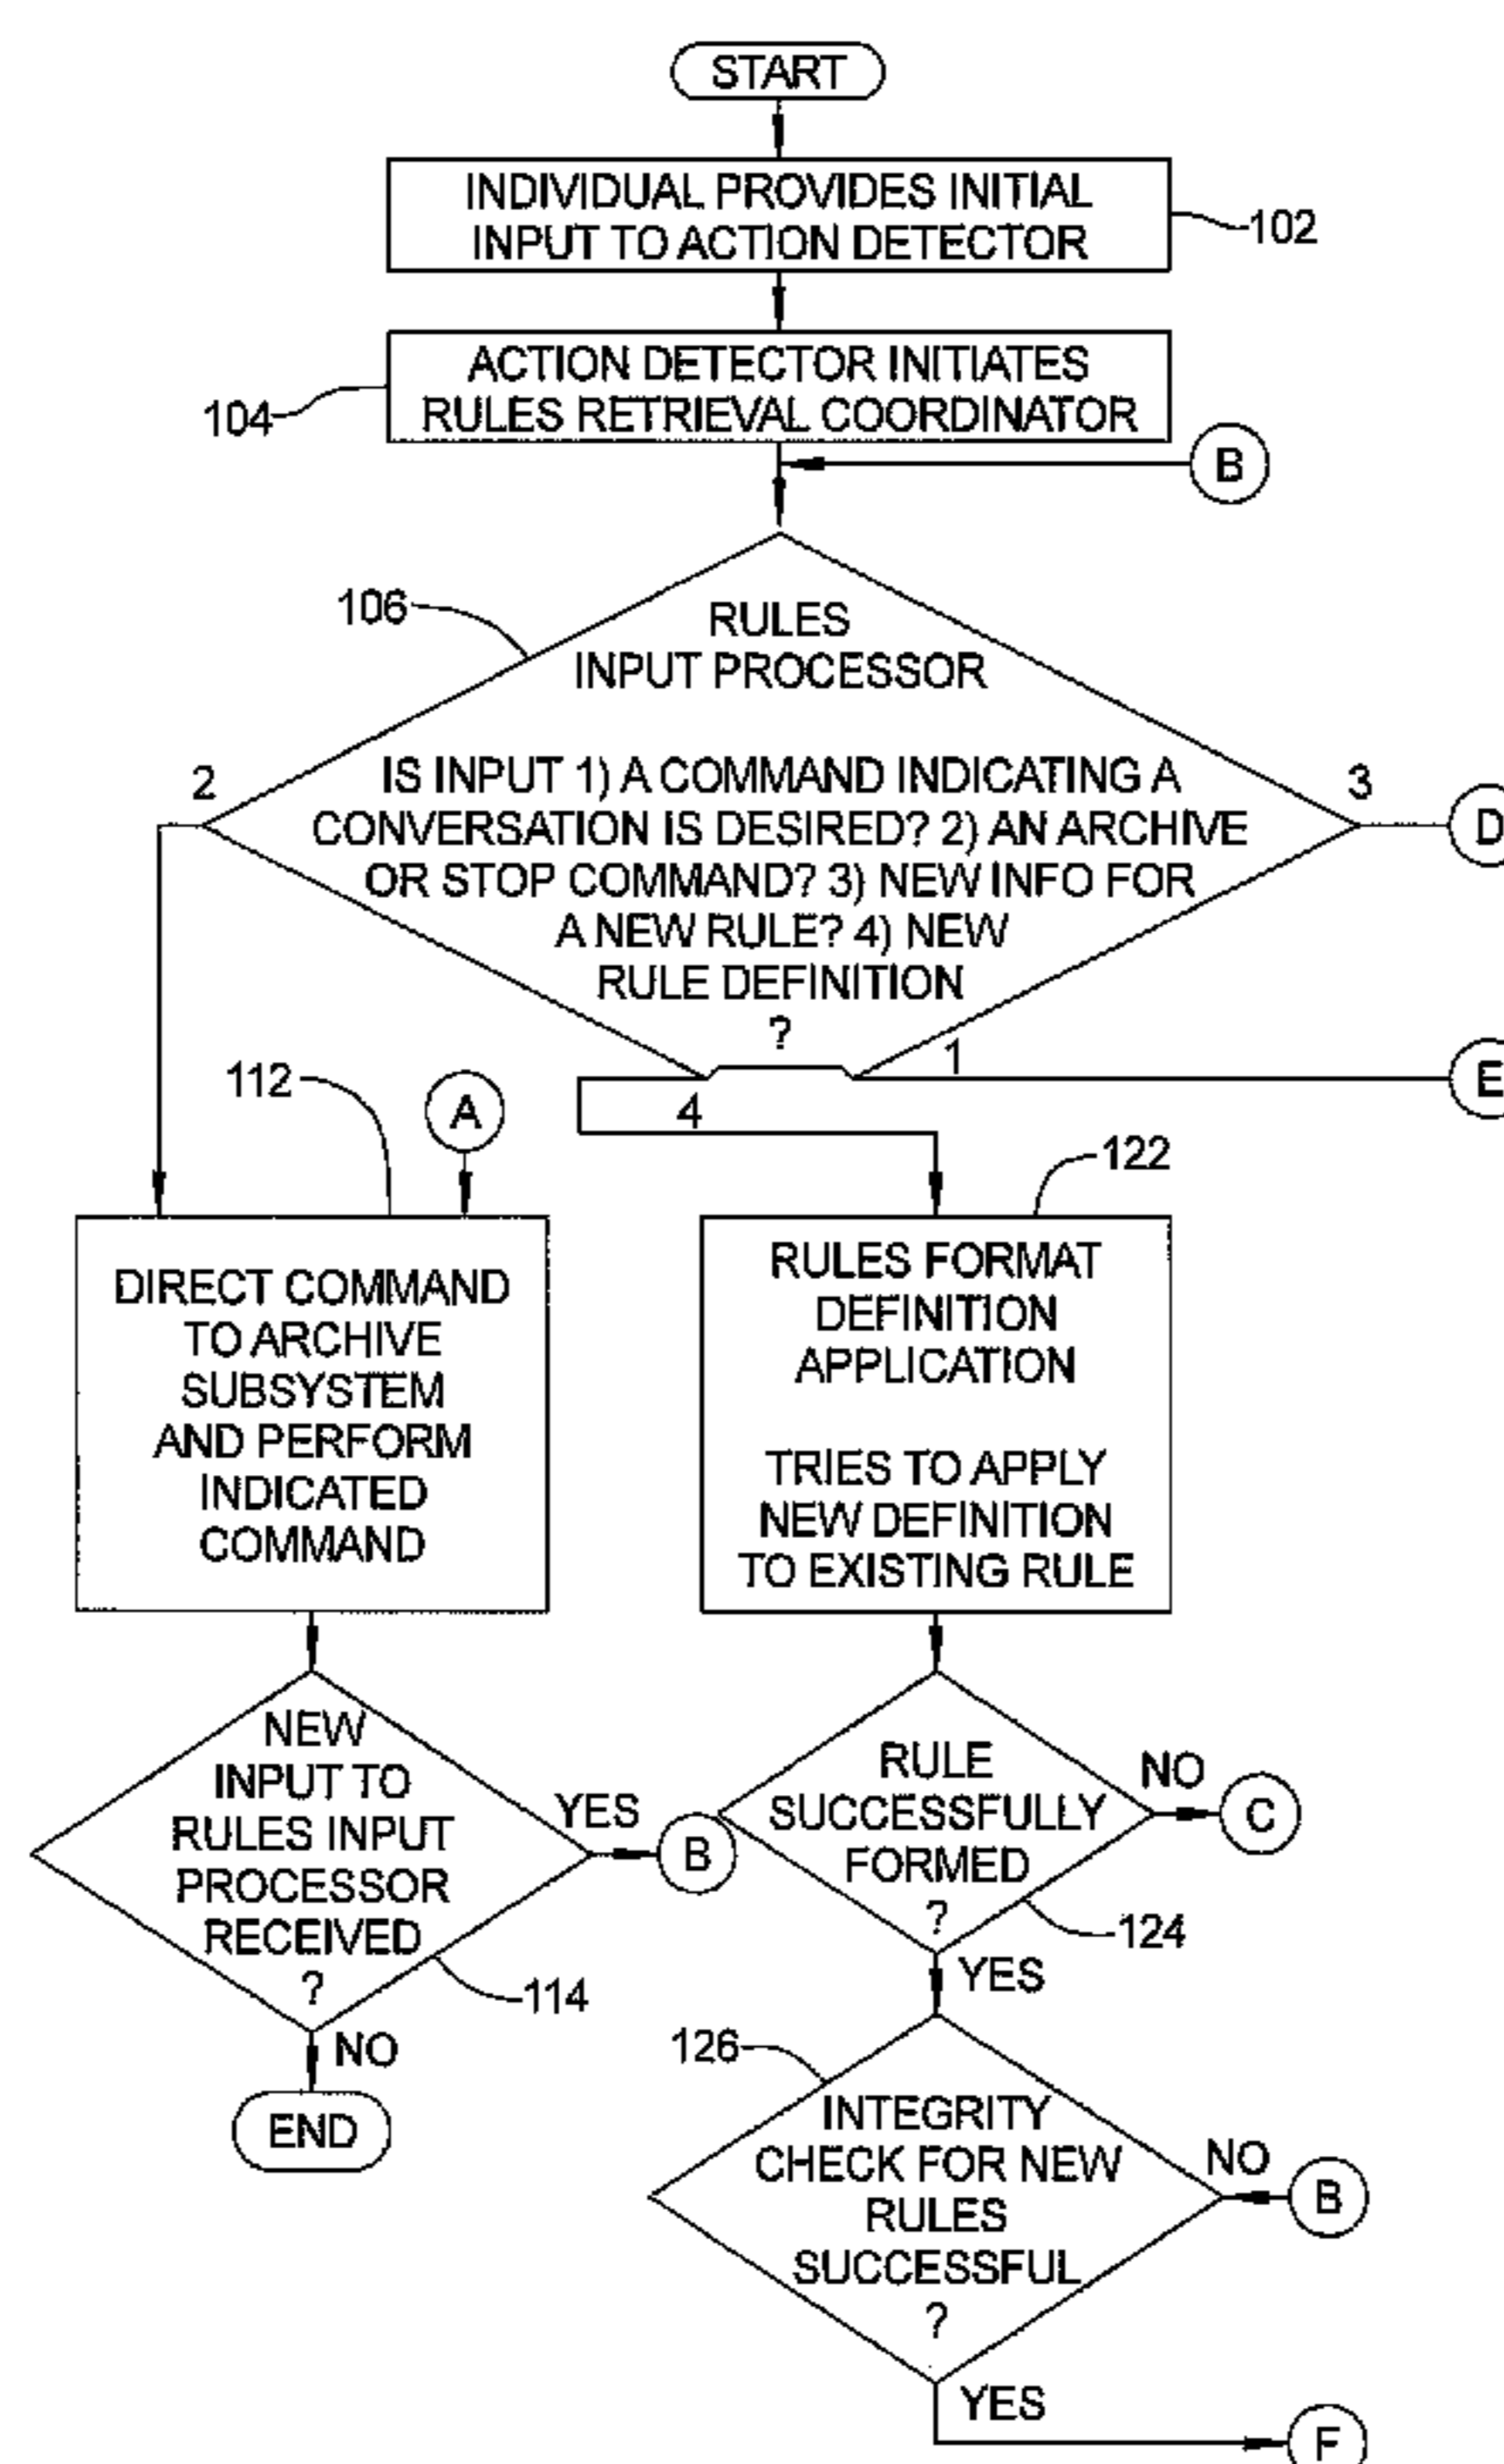 START
INDIVIDUAL PROVIDES INITIAL
INPUT TO ACTION DETECTOR
102
ACTION DETECTOR INITIATES
RULES RETRIEVAL COORDINATOR
104
B
106
RULES
INPUT PROCESSOR
2
3
IS INPUT 1) A COMMAND INDICATING A
CONVERSATION IS DESIRED? 2) AN ARCHIVE
OR STOP COMMAND? 3) NEW INFO FOR
A NEW RULE? 4) NEW
RULE DEFINITION
?
D
1
E
4
112
A
122
DIRECT COMMAND
TO ARCHIVE
SUBSYSTEM
AND PERFORM
INDICATED
COMMAND
RULES FORMAT
DEFINITION
APPLICATION
TRIES TO APPLY
NEW DEFINITION
TO EXISTING RULE
NEW
INPUT TO
RULES INPUT
PROCESSOR
RECEIVED
?
YES
B
114
NO
END
RULE
SUCCESSFULLY
FORMED
?
NO
C
124
YES
126
INTEGRITY
CHECK FOR NEW
RULES
SUCCESSFUL
?
NO
B
YES
F